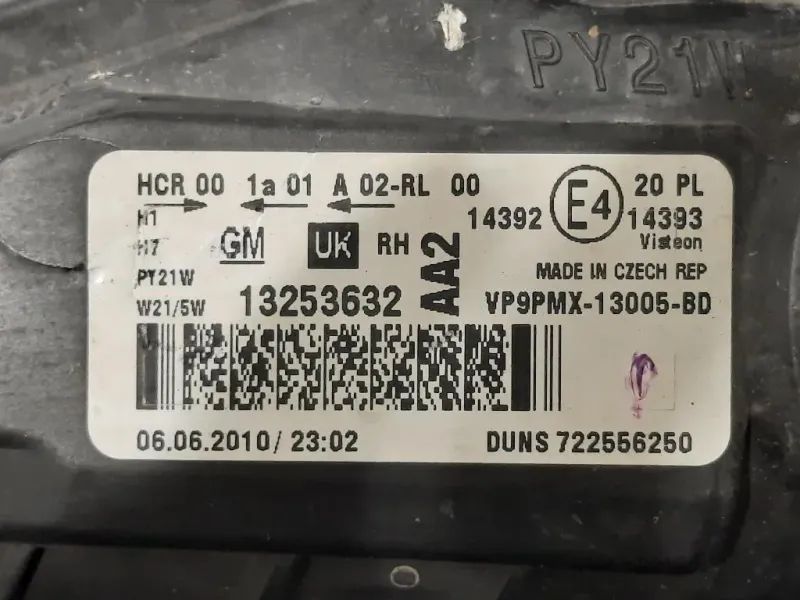 PY21W
HCR 00 1a 01 A 02-RL 00
E4
20 PL
H1
14392
14393
H7
GM
UK
RH
AA2
Visteon
PY21W
MADE IN CZECH REP
W21/5W
13253632
VP9PMX-13005-BD
06.06.2010/ 23:02
DUNS 722556250